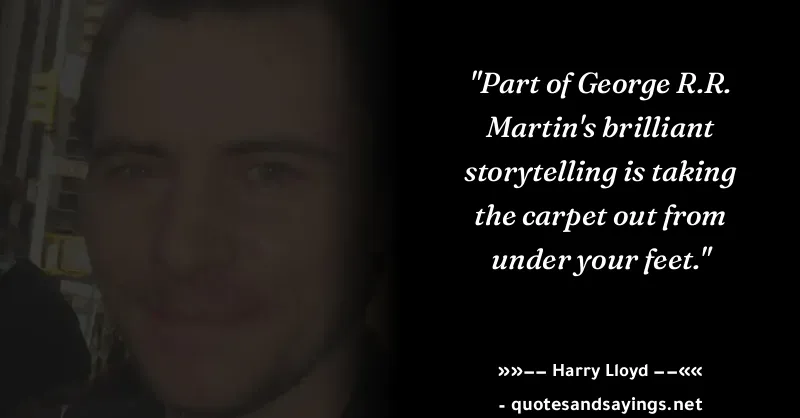 "Part of George R.R.
Martin's brilliant
storytelling is taking
the carpet out from
under your feet."
»»–– Harry Lloyd ––««
- quotesandsayings.net